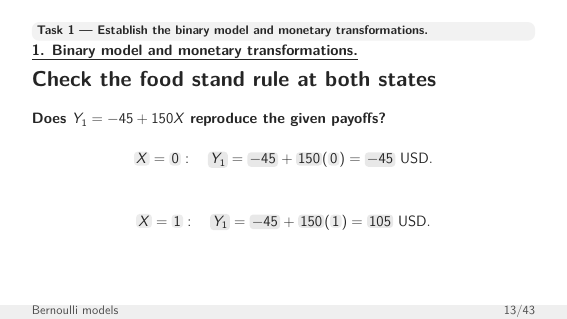 Task 1 — Establish the binary model and monetary transformations.
1. Binary model and monetary transformations.
Check the food stand rule at both states
Does Y₁ = −45 + 150X reproduce the given payoffs?
X = 0 : Y₁ = −45 + 150(0) = −45 USD.
X = 1 : Y₁ = −45 + 150(1) = 105 USD.
Bernoulli models 13/43